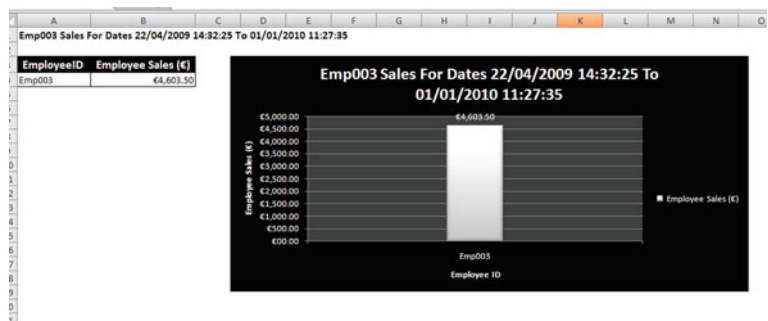 A B C D E F G H I J K L M N O
Emp003 Sales For Dates 22/04/2009 14:32:25 To 01/01/2010 11:27:35
EmployeeID Employee Sales (€)
Emp003 €4,603.50
Emp003 Sales For Dates 22/04/2009 14:32:25 To
01/01/2010 11:27:35
€4,603.50
€5,000.00
€4,500.00
€4,000.00
€3,500.00
€3,000.00
€2,500.00
€2,000.00
€1,500.00
€1,000.00
€500.00
€00.00
Employee Sales (€)
Employee Sales (€)
Emp003
Employee ID